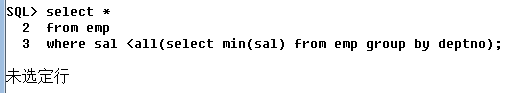 SQL> select *
  2  from emp
  3  where sal <all(select min(sal) from emp group by deptno);
未选定行